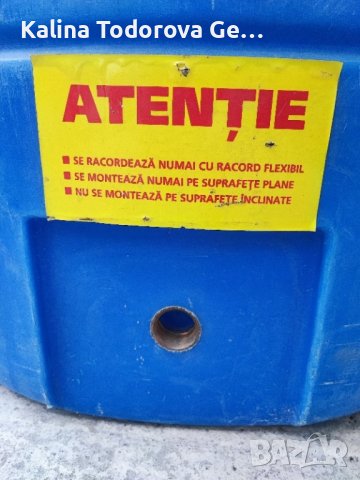 Kalina Todorova Ge...
ATENȚIE
■ SE RACORDEAZĂ NUMAI CU RACORD FLEXIBIL
■ SE MONTEAZĂ NUMAI PE SUPRAFEȚE PLANE
■ NU SE MONTEAZĂ PE SUPRAFEȚE ÎNCLINATE
BAZAR